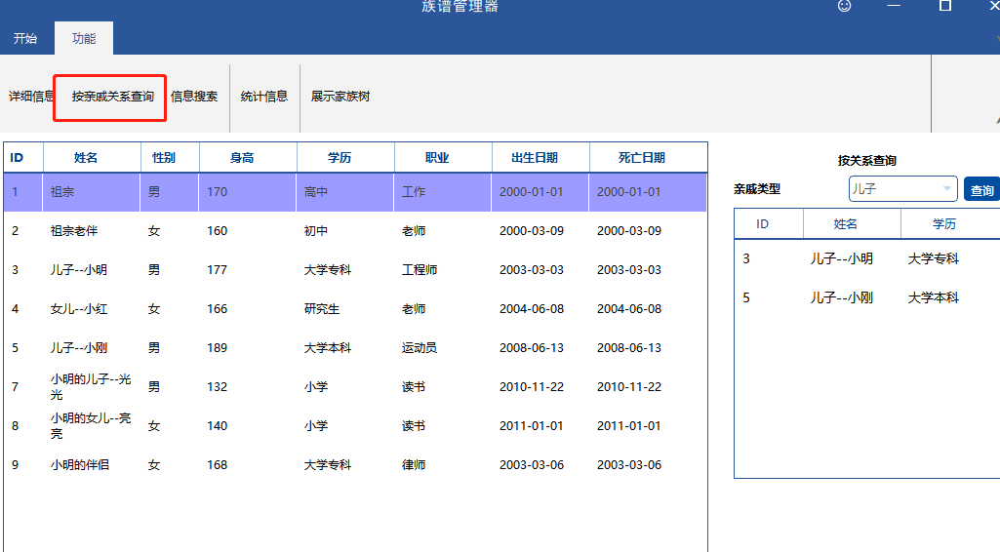 族谱管理器
开始 功能
详细信息 按亲戚关系查询 信息搜索 统计信息 展示家族树
ID 姓名 性别 身高 学历 职业 出生日期 死亡日期
1 祖宗 男 170 高中 工作 2000-01-01 2000-01-01
2 祖宗老伴 女 160 初中 老师 2000-03-09 2000-03-09
3 儿子--小明 男 177 大学专科 工程师 2003-03-03 2003-03-03
4 女儿--小红 女 166 研究生 老师 2004-06-08 2004-06-08
5 儿子--小刚 男 189 大学本科 运动员 2008-06-13 2008-06-13
7 小明的儿子--光光 男 132 小学 读书 2010-11-22 2010-11-22
8 小明的女儿--亮亮 女 140 小学 读书 2011-01-01 2011-01-01
9 小明的伴侣 女 168 大学专科 律师 2003-03-06 2003-03-06
按关系查询
亲戚类型 儿子 查询
ID 姓名 学历
3 儿子--小明 大学专科
5 儿子--小刚 大学本科